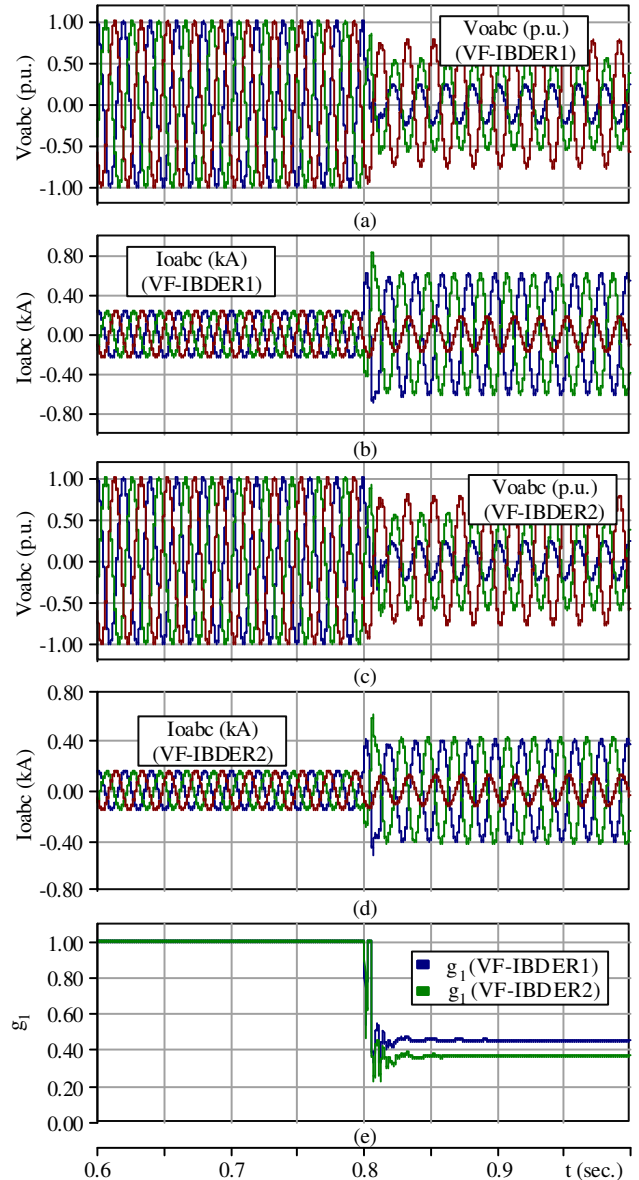 1.00
0.50
0.00
-0.50
-1.00
Voabc (p.u.)
Voabc (p.u.)
(VF-IBDER1)
(a)
0.80
0.40
0.00
-0.40
-0.80
Ioabc (kA)
Ioabc (kA)
(VF-IBDER1)
(b)
1.00
0.50
0.00
-0.50
-1.00
Voabc (p.u.)
Voabc (p.u.)
(VF-IBDER2)
(c)
0.80
0.40
0.00
-0.40
-0.80
Ioabc (kA)
Ioabc (kA)
(VF-IBDER2)
(d)
1.00
0.80
0.60
0.40
0.20
0.00
g1
g1 (VF-IBDER1)
g1 (VF-IBDER2)
(e)
0.6 0.7 0.8 0.9 t (sec.)